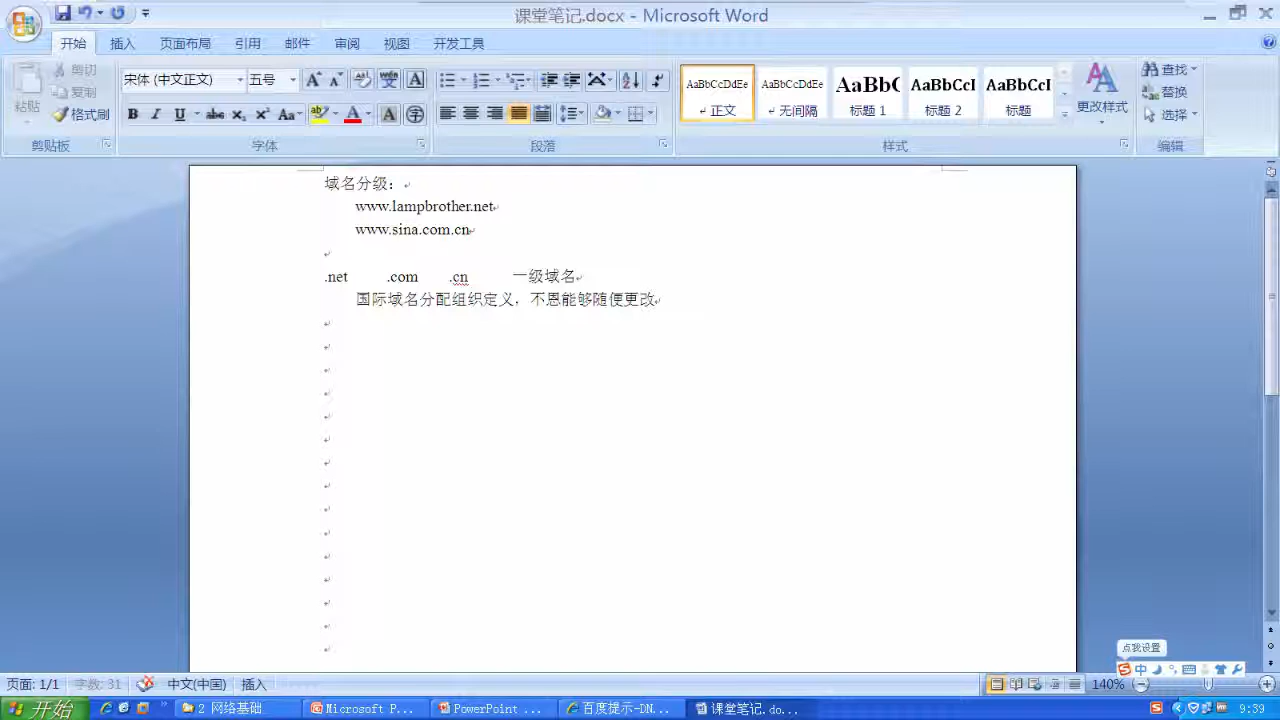 课堂笔记.docx - Microsoft Word
开始 插入 页面布局 引用 邮件 审阅 视图 开发工具
粘贴 剪切 复制 格式刷
宋体 (中文正文) 五号
AaBbCcDdEe AaBbCcDdEe AaBbC AaBbCcI AaBbCcI
正文 无间隔 标题 1 标题 2 标题
更改样式
查找 替换 选择
剪贴板 字体 段落 样式 编辑
域名分级：
www.lampbrother.net
www.sina.com.cn
.net .com .cn 一级域名
国际域名分配组织定义，不恩能够随便更改
点我设置
中
页面: 1/1 字数: 31 中文(中国) 插入 140%
开始 2 网络基础 Microsoft P... PowerPoint ... 百度提示-DN... 课堂笔记.do... 9:39